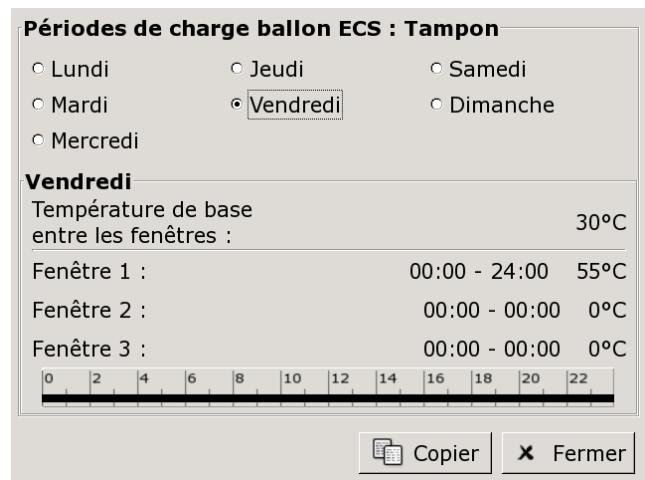 Périodes de charge ballon ECS : Tampon
Lundi Jeudi Samedi
Mardi Vendredi Dimanche
Mercredi
Vendredi
Température de base
entre les fenêtres : 30°C
Fenêtre 1 : 00:00 - 24:00 55°C
Fenêtre 2 : 00:00 - 00:00 0°C
Fenêtre 3 : 00:00 - 00:00 0°C
0 2 4 6 8 10 12 14 16 18 20 22
Copier Fermer